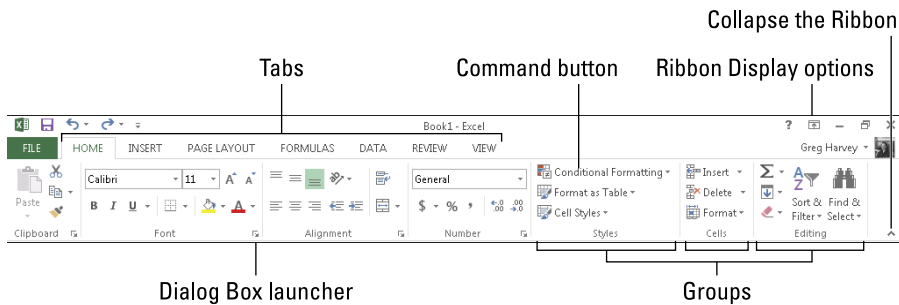 Collapse the Ribbon
Tabs
Command button
Ribbon Display options
Book1 - Excel
?
FILE
HOME
INSERT
PAGE LAYOUT
FORMULAS
DATA
REVIEW
VIEW
Greg Harvey
Paste
Calibri
11
A A
B I U
A
General
$ % ,
.0 .00
.00 .0
Conditional Formatting
Format as Table
Cell Styles
Insert
Delete
Format
Σ
A
Z
Sort &
Filter
Find &
Select
Clipboard
Font
Alignment
Number
Styles
Cells
Editing
Dialog Box launcher
Groups